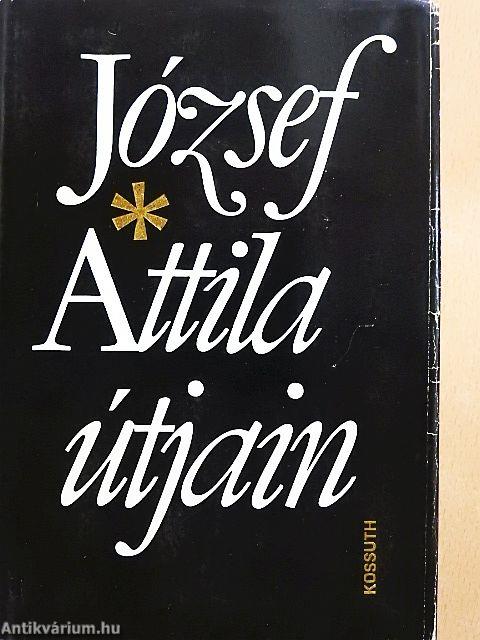 József
*
Attila
útjain
KOSSUTH
Antikvárium.hu